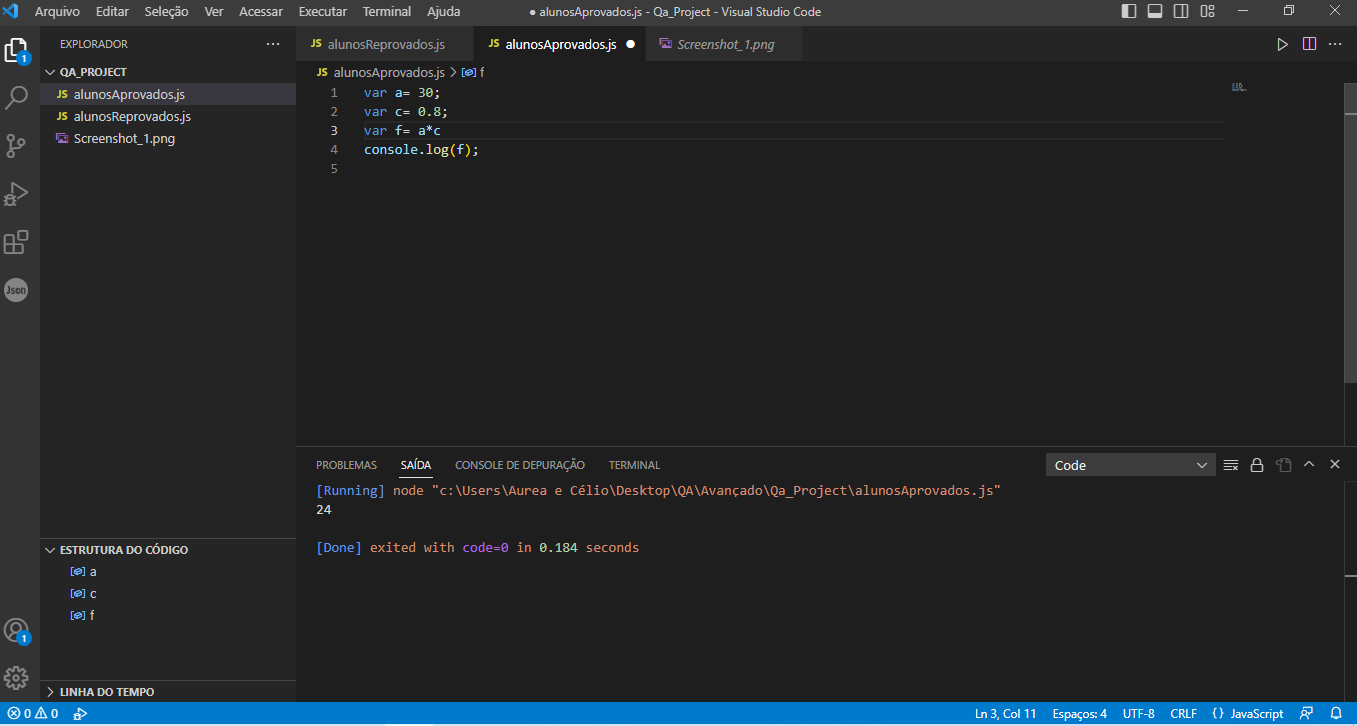 Arquivo Editar Seleção Ver Acessar Executar Terminal Ajuda
● alunosAprovados.js - Qa_Project - Visual Studio Code
1
EXPLORADOR
QA_PROJECT
JS alunosAprovados.js
JS alunosReprovados.js
Screenshot_1.png
Json
JS alunosReprovados.js
JS alunosAprovados.js ●
Screenshot_1.png
JS alunosAprovados.js > f
1 var a= 30;
2 var c= 0.8;
3 var f= a*c
4 console.log(f);
5
PROBLEMAS SAÍDA CONSOLE DE DEPURAÇÃO TERMINAL
Code
[Running] node "c:\Users\Aurea e Célio\Desktop\QA\Avançado\Qa_Project\alunosAprovados.js"
24
[Done] exited with code=0 in 0.184 seconds
ESTRUTURA DO CÓDIGO
a
c
f
1
LINHA DO TEMPO
0 0
Ln 3, Col 11 Espaços: 4 UTF-8 CRLF {} JavaScript